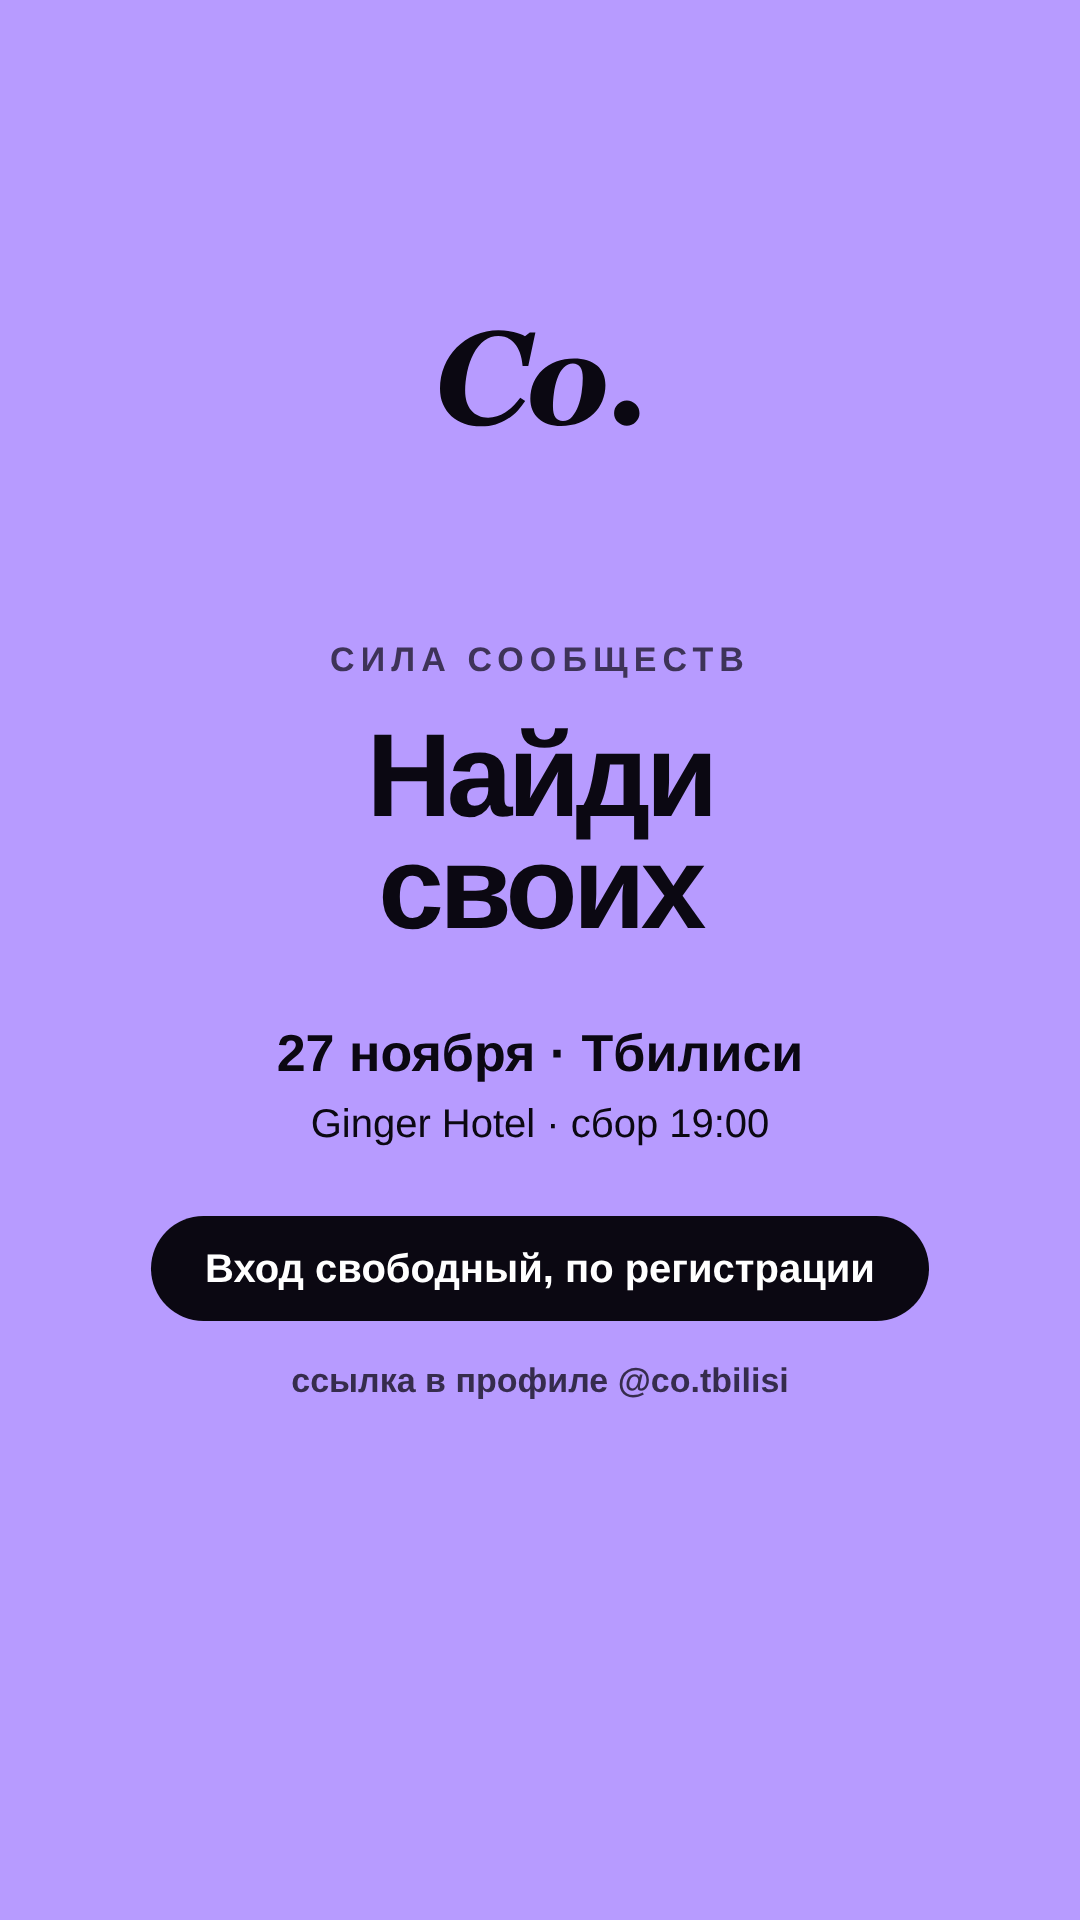 Co.
СИЛА СООБЩЕСТВ
Найди
своих
27 ноября · Тбилиси
Ginger Hotel · сбор 19:00
Вход свободный, по регистрации
ссылка в профиле @co.tbilisi